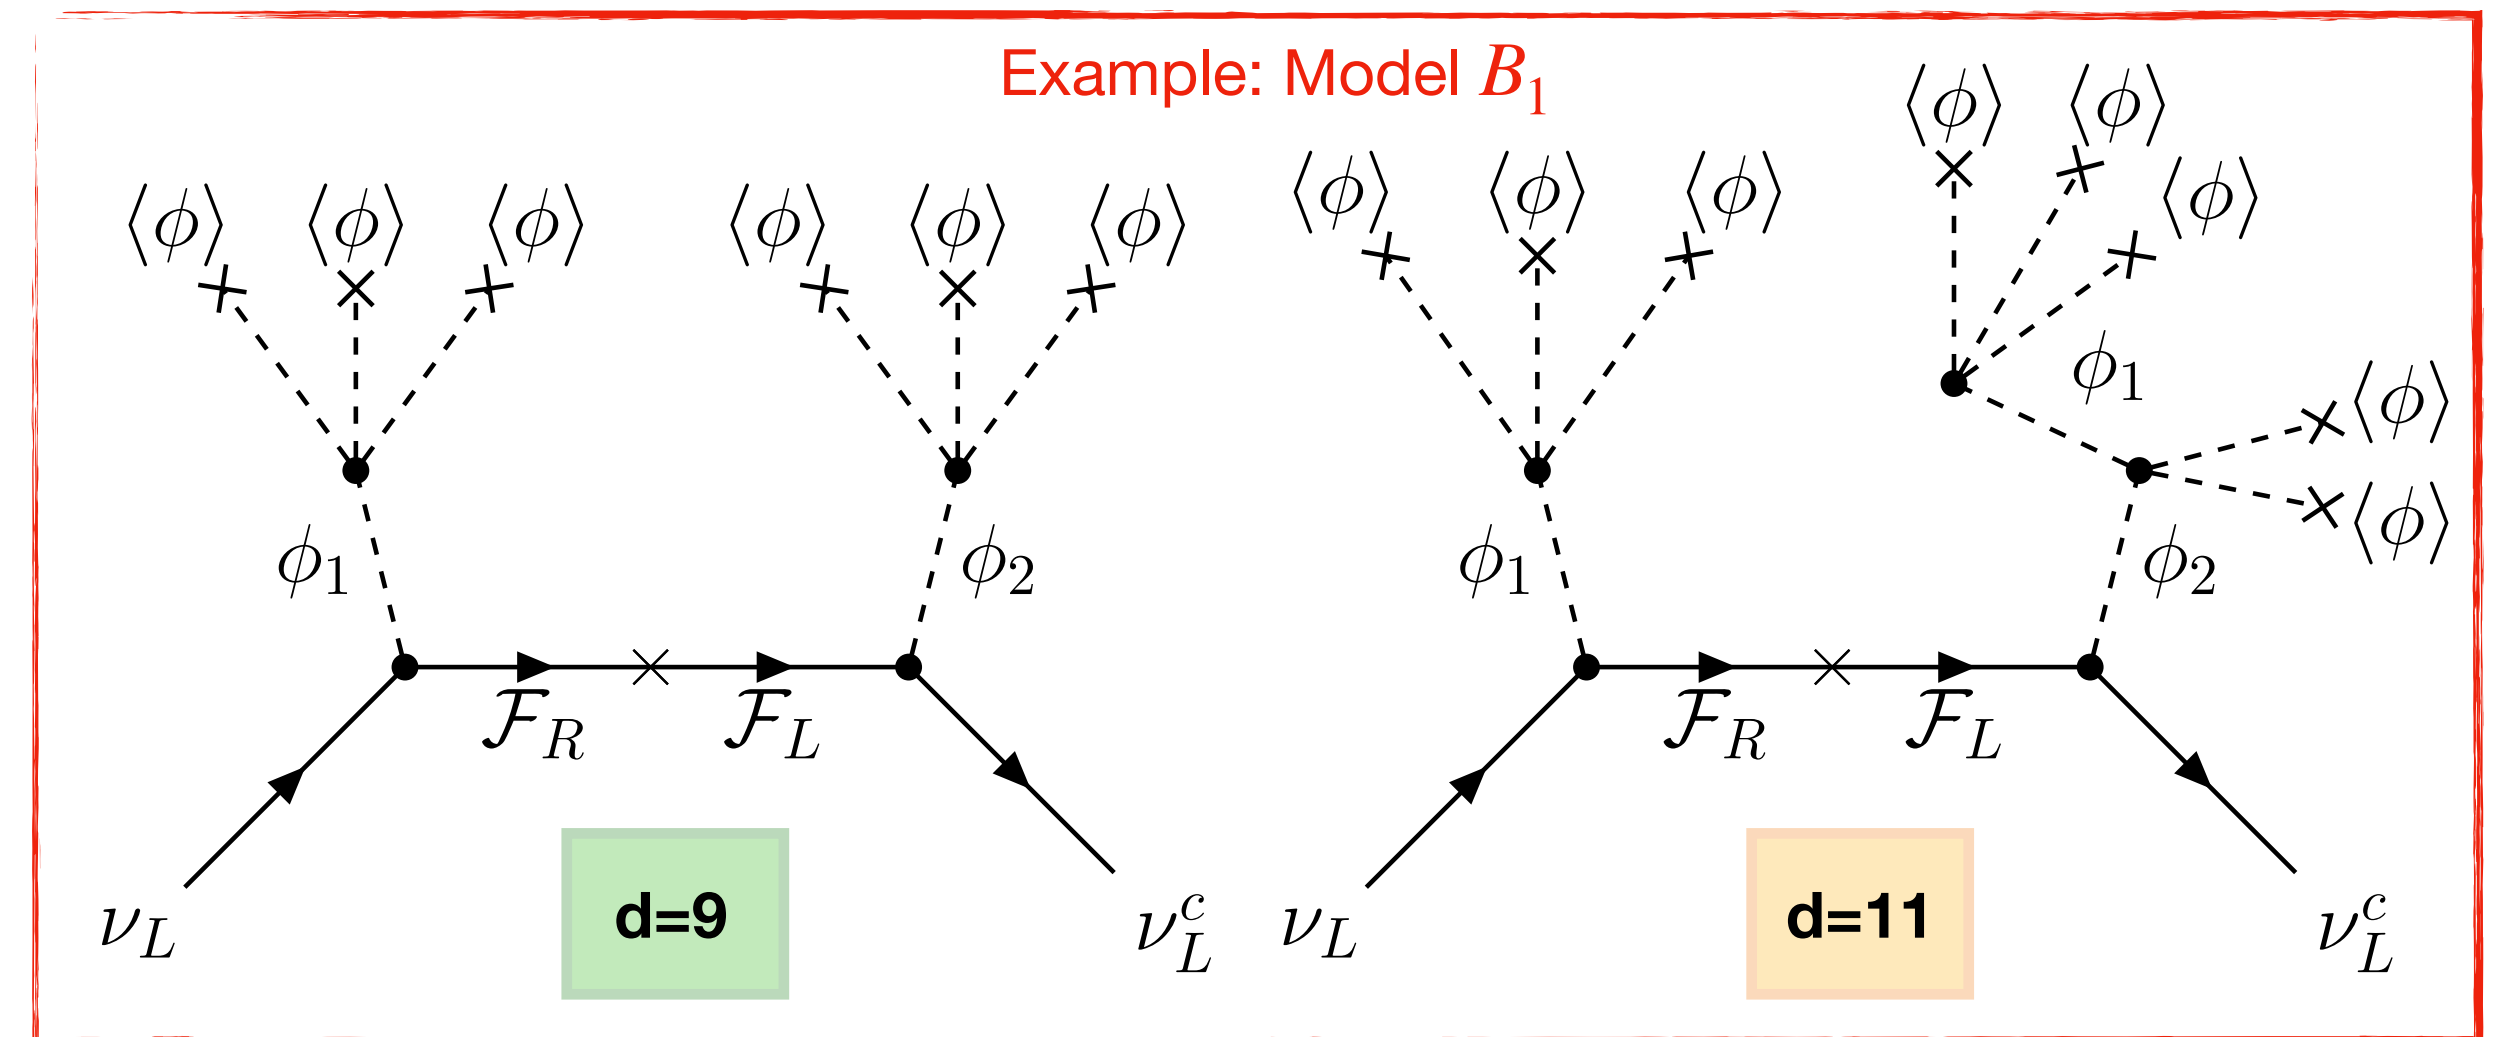 Example: Model B₁
⟨ϕ⟩ ⟨ϕ⟩
⟨ϕ⟩ ⟨ϕ⟩ ⟨ϕ⟩ ⟨ϕ⟩
⟨ϕ⟩ ⟨ϕ⟩ ⟨ϕ⟩ ⟨ϕ⟩ ⟨ϕ⟩ ⟨ϕ⟩
ϕ₁ ⟨ϕ⟩
⟨ϕ⟩
ϕ₁ ϕ₂ ϕ₁ ϕ₂
ℱ_R ℱ_L ℱ_R ℱ_L
d=9 d=11
ν_L ν_L^c ν_L ν_L^c